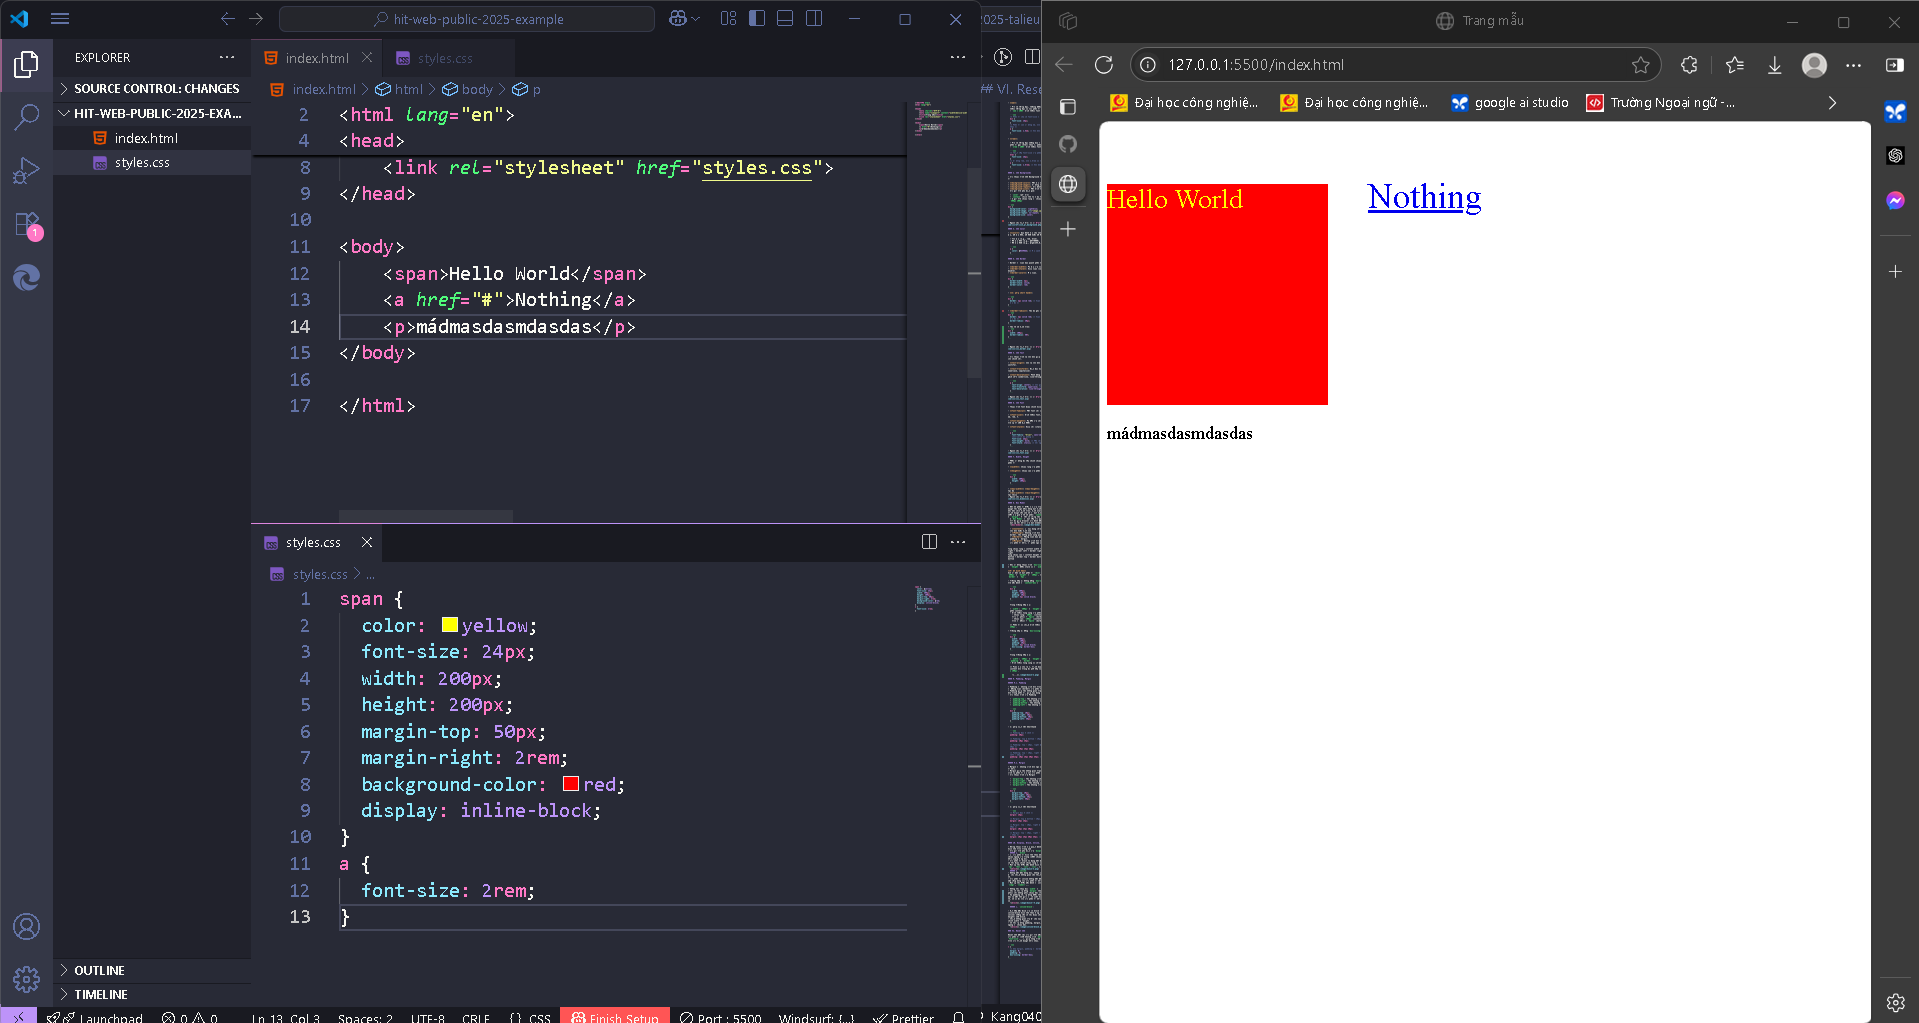 hit-web-public-2025-example
2025-talieu
EXPLORER
SOURCE CONTROL: CHANGES
HIT-WEB-PUBLIC-2025-EXA...
index.html
styles.css
1
OUTLINE
TIMELINE
index.html
styles.css
index.html > html > body > p
## VI. Rese
2 <html lang="en">
4 <head>
8 <link rel="stylesheet" href="styles.css">
9 </head>
10
11 <body>
12 <span>Hello World</span>
13 <a href="#">Nothing</a>
14 <p>mádmasdasmdasdas</p>
15 </body>
16
17 </html>
styles.css
styles.css > ...
1 span {
2 color: yellow;
3 font-size: 24px;
4 width: 200px;
5 height: 200px;
6 margin-top: 50px;
7 margin-right: 2rem;
8 background-color: red;
9 display: inline-block;
10 }
11 a {
12 font-size: 2rem;
13 }
Launchpad 0 0 Ln 13, Col 3 Spaces: 2 UTF-8 CRLF {} CSS Finish Setup Port : 5500 Windsurf: {...} Prettier
Kang040
Trang mẫu
127.0.0.1:5500/index.html
Đại học công nghiệ...
Đại học công nghiệ...
google ai studio
Trường Ngoại ngữ -...
Hello World
Nothing
mádmasdasmdasdas